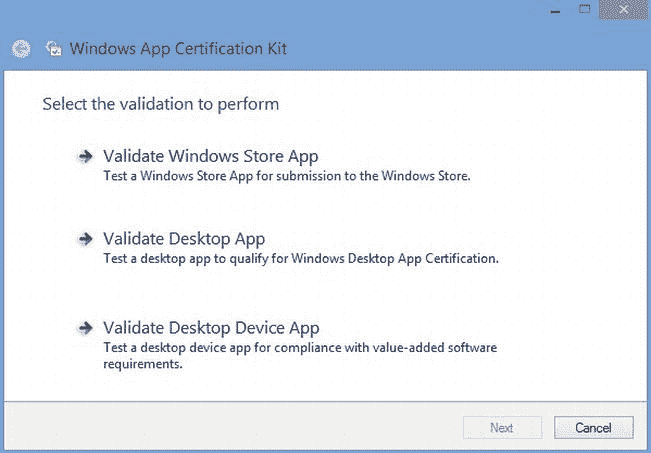 Windows App Certification Kit
Select the validation to perform
Validate Windows Store App
Test a Windows Store App for submission to the Windows Store.
Validate Desktop App
Test a desktop app to qualify for Windows Desktop App Certification.
Validate Desktop Device App
Test a desktop device app for compliance with value-added software
requirements.
Next
Cancel